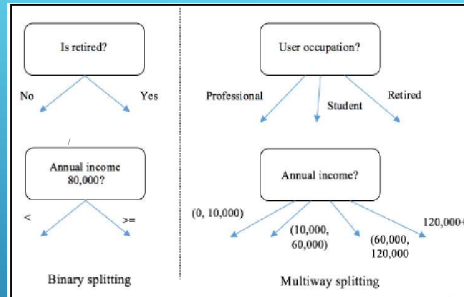 Is retired?
No
Yes
Annual income
80,000?
<
>=
Binary splitting
User occupation?
Professional
Student
Retired
Annual income?
(0, 10,000)
(10,000,
60,000)
(60,000,
120,000
120,000+
Multiway splitting